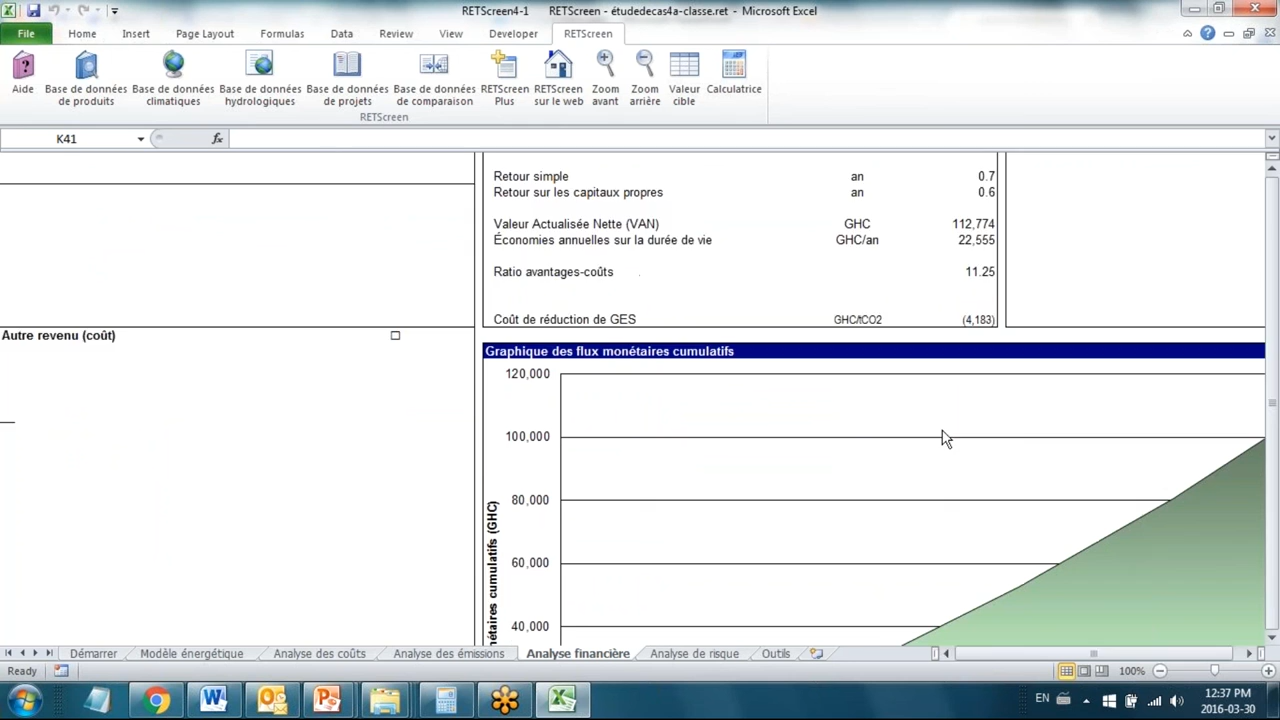 RETScreen4-1 RETScreen - étudedecas4a-classe.ret - Microsoft Excel
File Home Insert Page Layout Formulas Data Review View Developer RETScreen
Aide
Base de données de produits
Base de données climatiques
Base de données hydrologiques
Base de données de projets
Base de données de comparaison
RETScreen Plus
RETScreen sur le web
Zoom avant
Zoom arrière
Valeur cible
Calculatrice
RETScreen
K41 fx
Retour simple an 0.7
Retour sur les capitaux propres an 0.6
Valeur Actualisée Nette (VAN) GHC 112,774
Économies annuelles sur la durée de vie GHC/an 22,555
Ratio avantages-coûts 11.25
Coût de réduction de GES GHC/tCO2 (4,183)
Autre revenu (coût)
Graphique des flux monétaires cumulatifs
120,000
100,000
80,000
60,000
40,000
nétaires cumulatifs (GHC)
Démarrer Modèle énergétique Analyse des coûts Analyse des émissions Analyse financière Analyse de risque Outils
Ready 100%
EN 12:37 PM
2016-03-30